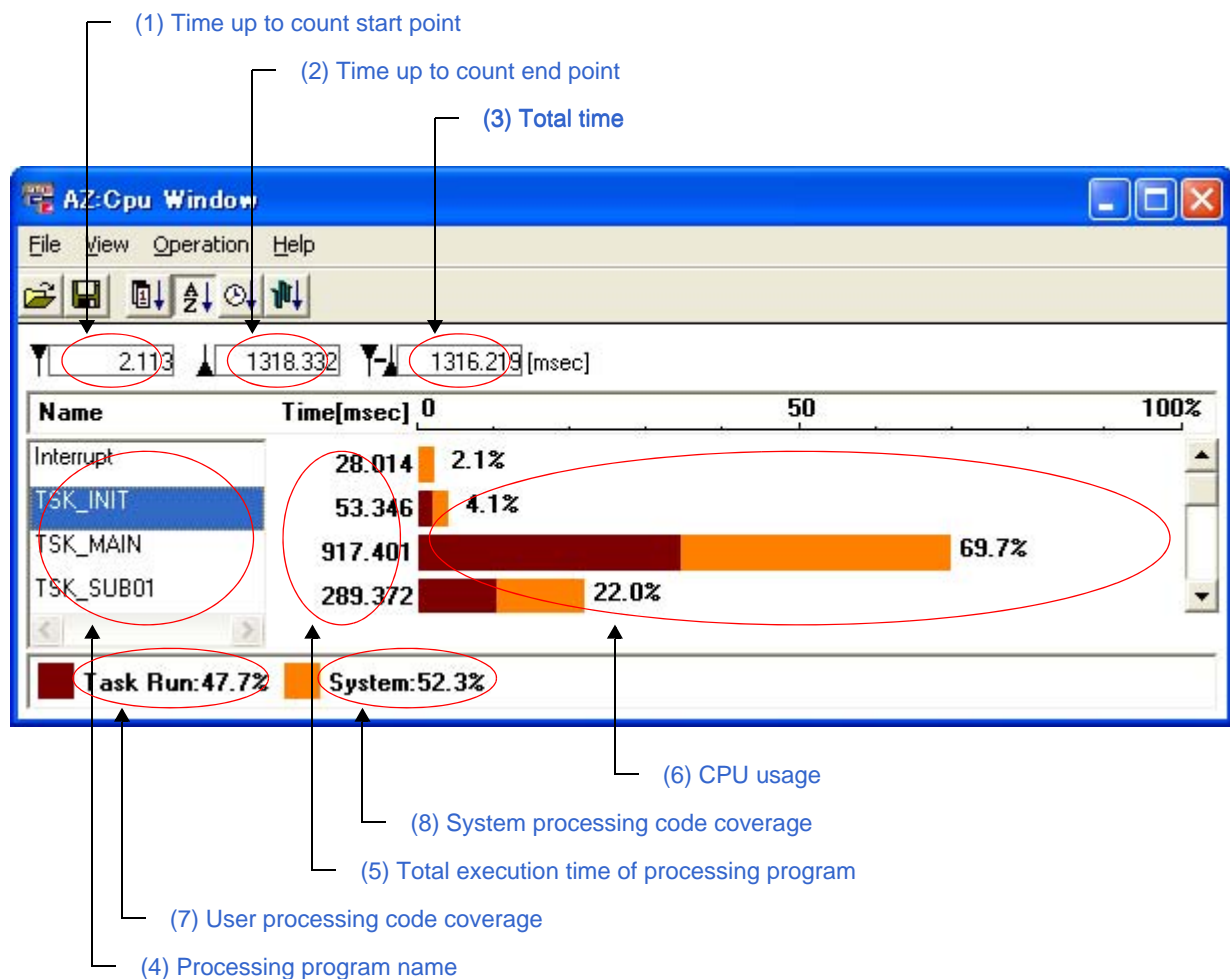 (1) Time up to count start point
(2) Time up to count end point
(3) Total time
AZ:Cpu Window
File View Operation Help
2.113 1318.332 1316.219 [msec]
Name Time[msec] 0 50 100%
Interrupt 28.014 2.1%
TSK_INIT 53.346 4.1%
TSK_MAIN 917.401 69.7%
TSK_SUB01 289.372 22.0%
Task Run:47.7% System:52.3%
(6) CPU usage
(8) System processing code coverage
(5) Total execution time of processing program
(7) User processing code coverage
(4) Processing program name